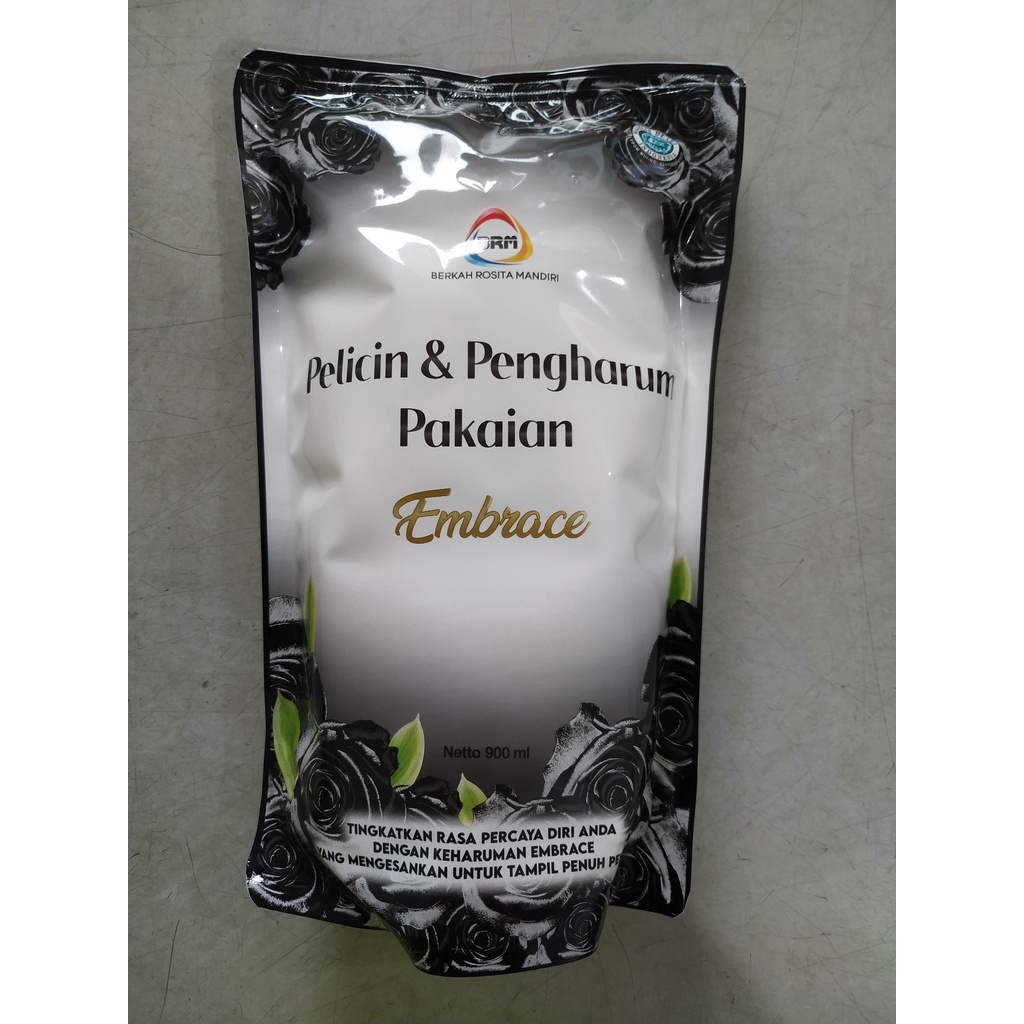 BRM
BERKAH ROSITA MANDIRI
Pelicin & Pengharum
Pakaian
Embrace
Netto 900 ml
TINGKATKAN RASA PERCAYA DIRI ANDA
DENGAN KEHARUMAN EMBRACE
YANG MENGESANKAN UNTUK TAMPIL PENUH